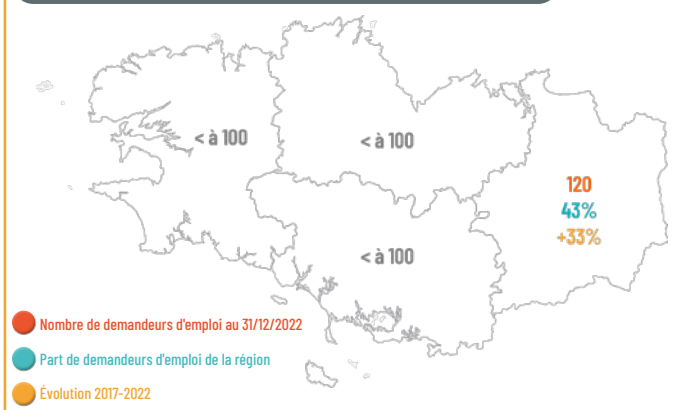 < à 100
< à 100
120
43%
+33%
< à 100
Nombre de demandeurs d'emploi au 31/12/2022
Part de demandeurs d'emploi de la région
Évolution 2017-2022